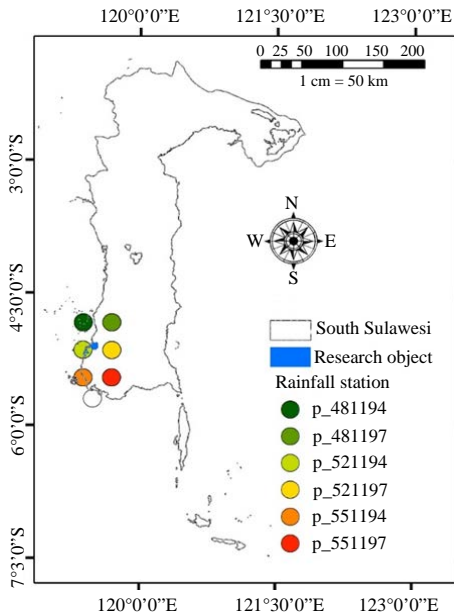 120°0'0''E 121°5'0''E 123°0'0''E
0 25 50 100 150 200
1 cm = 50 km
3°0'0''S
4°30'0''S
6°0'0''S
7°3'0''S
N
W E
S
South Sulawesi
Research object
Rainfall station
p_481194
p_481197
p_521194
p_521197
p_551194
p_551197
120°0'0''E 121°5'0''E 123°0'0''E